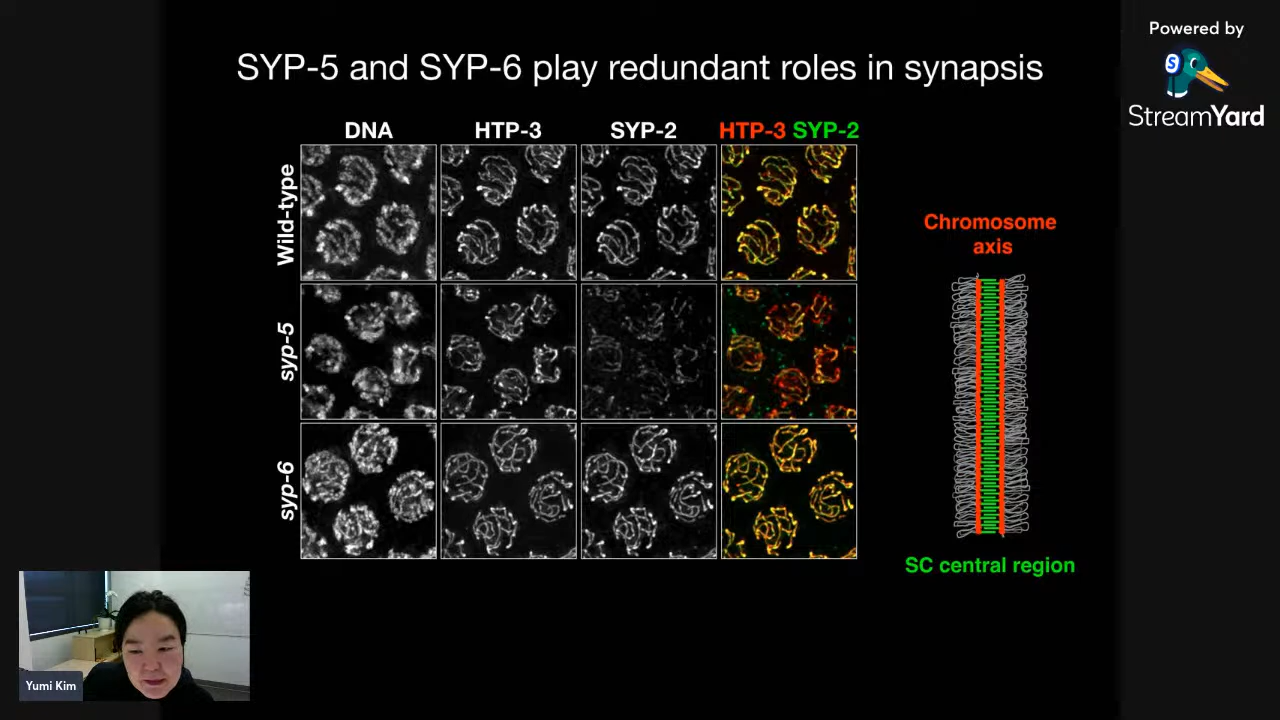 Powered by
StreamYard
SYP-5 and SYP-6 play redundant roles in synapsis
DNA HTP-3 SYP-2 HTP-3 SYP-2
Wild-type
syp-5
syp-6
Chromosome
axis
SC central region
Yumi Kim